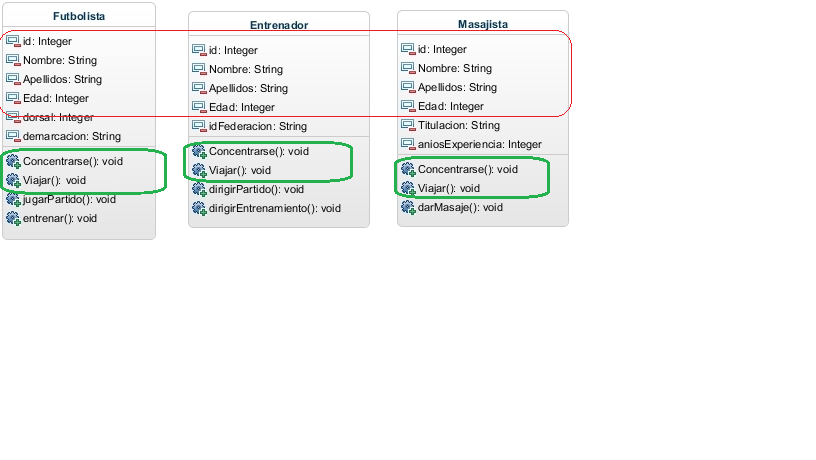 Futbolista
id: Integer
Nombre: String
Apellidos: String
Edad: Integer
dorsal: Integer
demarcacion: String
Concentrarse(): void
Viajar(): void
jugarPartido(): void
entrenar(): void
Entrenador
id: Integer
Nombre: String
Apellidos: String
Edad: Integer
idFederacion: String
Concentrarse(): void
Viajar(): void
dirigirPartido(): void
dirigirEntrenamiento(): void
Masajista
id: Integer
Nombre: String
Apellidos: String
Edad: Integer
Titulacion: String
aniosExperiencia: Integer
Concentrarse(): void
Viajar(): void
darMasaje(): void